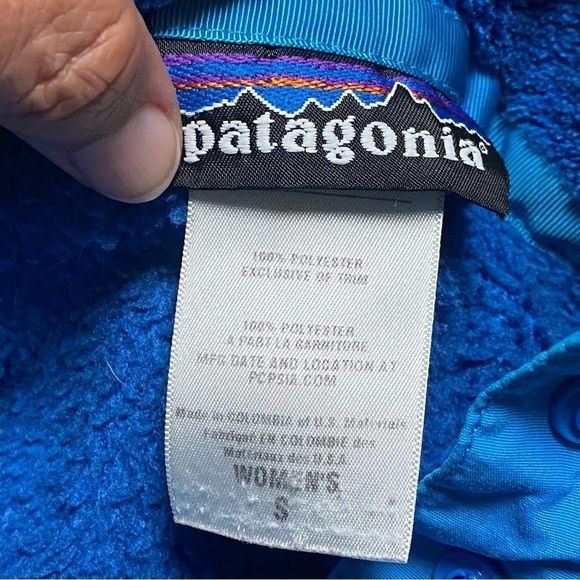 patagonia
100% POLYESTER
EXCLUSIVE OF TRIM
100% POLYESTER
A PART LA GARNITURE
MFG DATE AND LOCATION AT
PCPSIA.COM
Made in COLOMBIA of U.S. Materials
Fabriqué EN COLOMBIE des
Materiaux des U.S.A
WOMEN'S
S